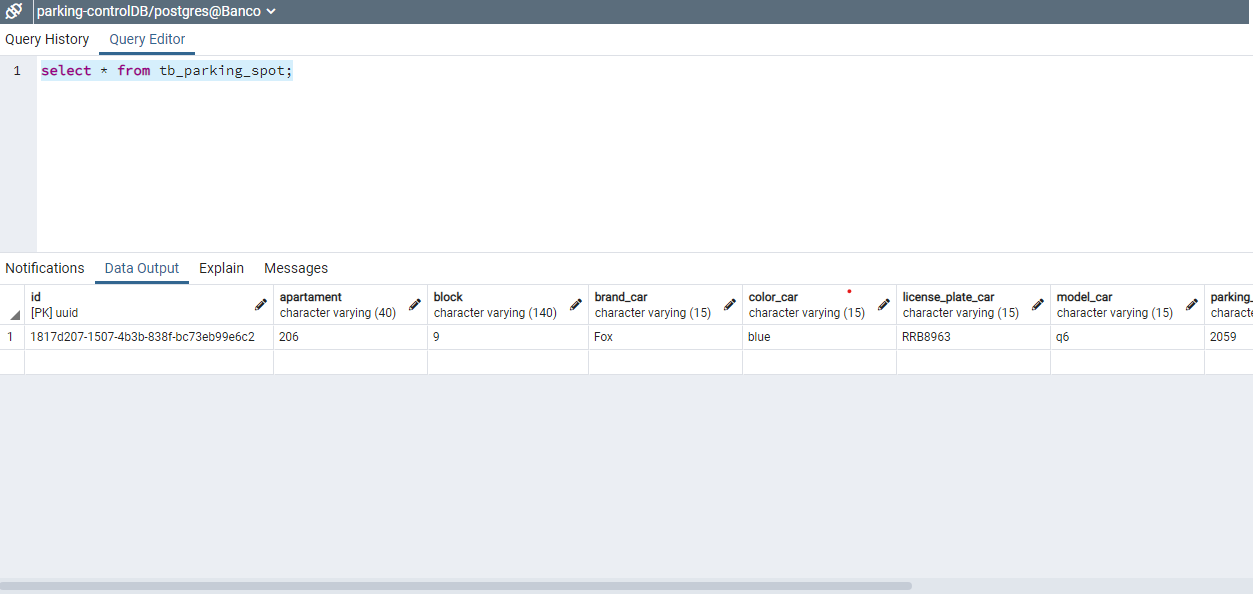 parking-controlDB/postgres@Banco
Query History Query Editor
1 select * from tb_parking_spot;
Notifications Data Output Explain Messages
id apartament block brand_car color_car license_plate_car model_car parking_
[PK] uuid character varying (40) character varying (140) character varying (15) character varying (15) character varying (15) character varying (15) characte
1 1817d207-1507-4b3b-838f-bc73eb99e6c2 206 9 Fox blue RRB8963 q6 2059